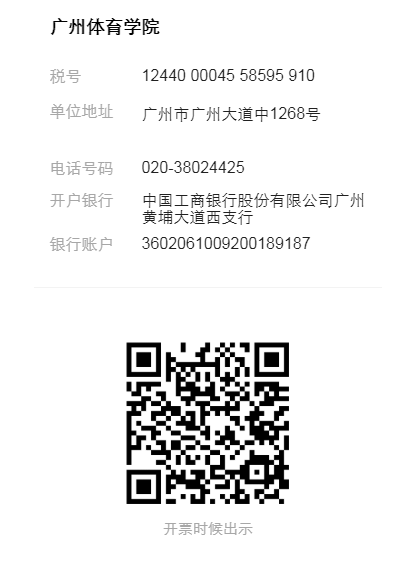 广州体育学院
税号 12440 00045 58595 910
单位地址 广州市广州大道中1268号
电话号码 020-38024425
开户银行 中国工商银行股份有限公司广州
黄埔大道西支行
银行账户 3602061009200189187
开票时候出示